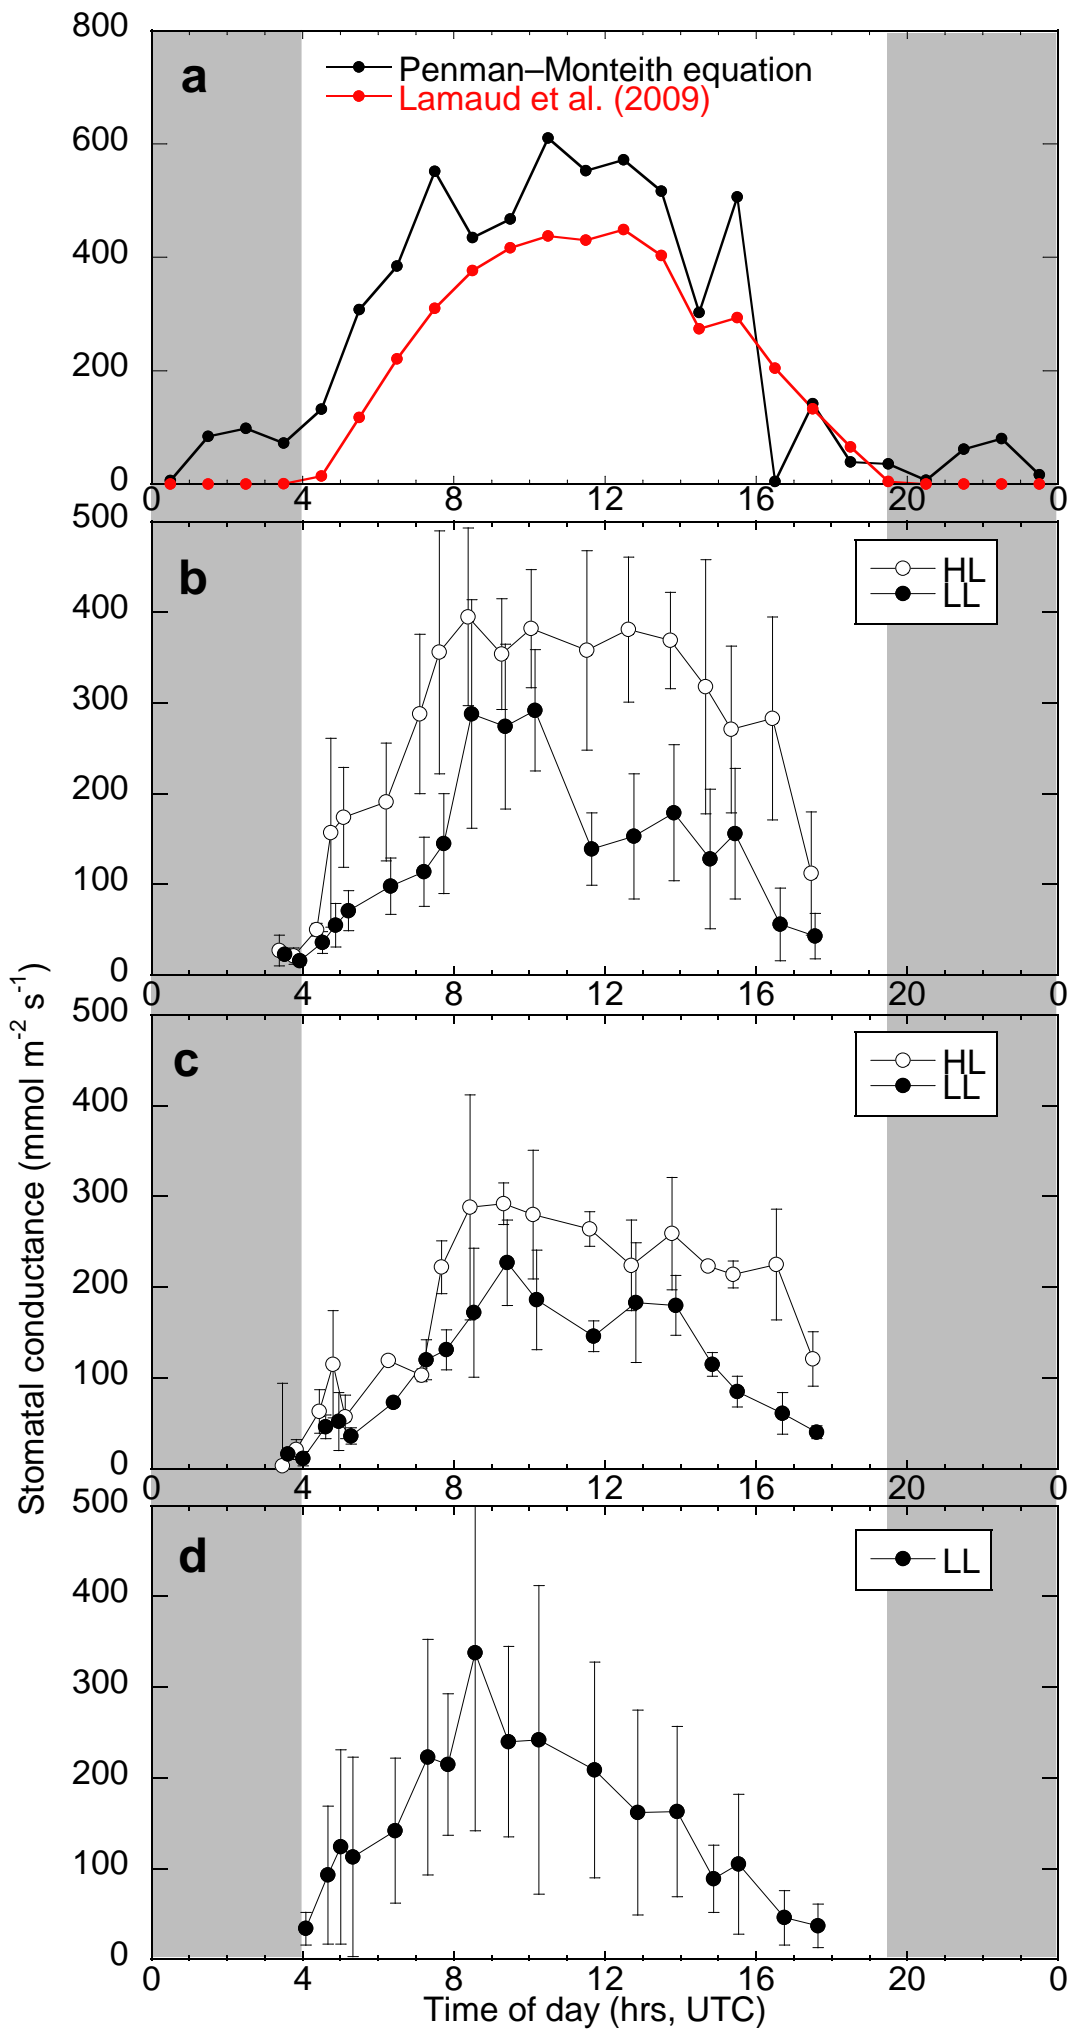 800
a
Penman–Monteith equation
Lamaud et al. (2009)
600
400
200
0
0 4 8 12 16 20 0
500
b
HL
LL
400
300
200
100
0
0 4 8 12 16 20 0
500
c
HL
LL
400
300
200
100
0
0 4 8 12 16 20 0
500
d
LL
400
300
200
100
0
0 4 8 12 16 20 0
Stomatal conductance (mmol m⁻² s⁻¹)
Time of day (hrs, UTC)